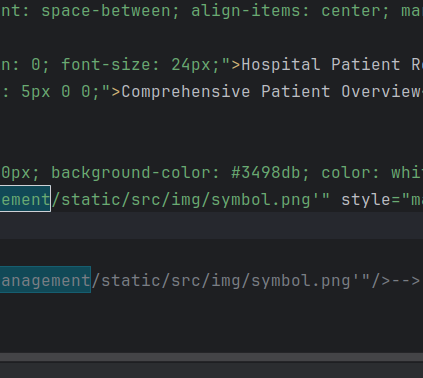 nt: space-between; align-items: center; ma
n: 0; font-size: 24px;">Hospital Patient R
: 5px 0 0;">Comprehensive Patient Overview
0px; background-color: #3498db; color: whi
ement/static/src/img/symbol.png'" style="m
anagement/static/src/img/symbol.png'"/>-->